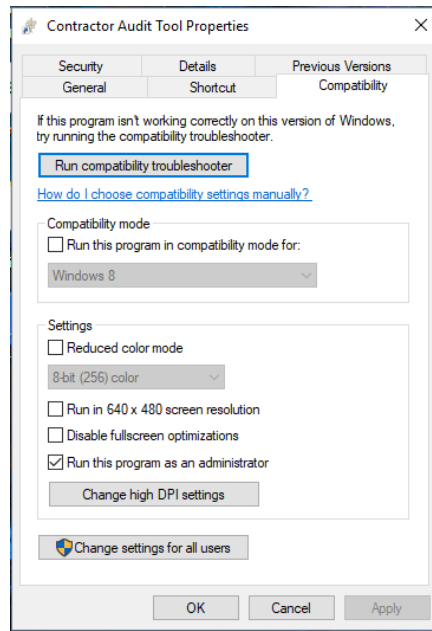 Contractor Audit Tool Properties
Security Details Previous Versions
General Shortcut Compatibility
If this program isn't working correctly on this version of Windows,
try running the compatibility troubleshooter.
Run compatibility troubleshooter
How do I choose compatibility settings manually?
Compatibility mode
Run this program in compatibility mode for:
Windows 8
Settings
Reduced color mode
8-bit (256) color
Run in 640 x 480 screen resolution
Disable fullscreen optimizations
Run this program as an administrator
Change high DPI settings
Change settings for all users
OK Cancel Apply